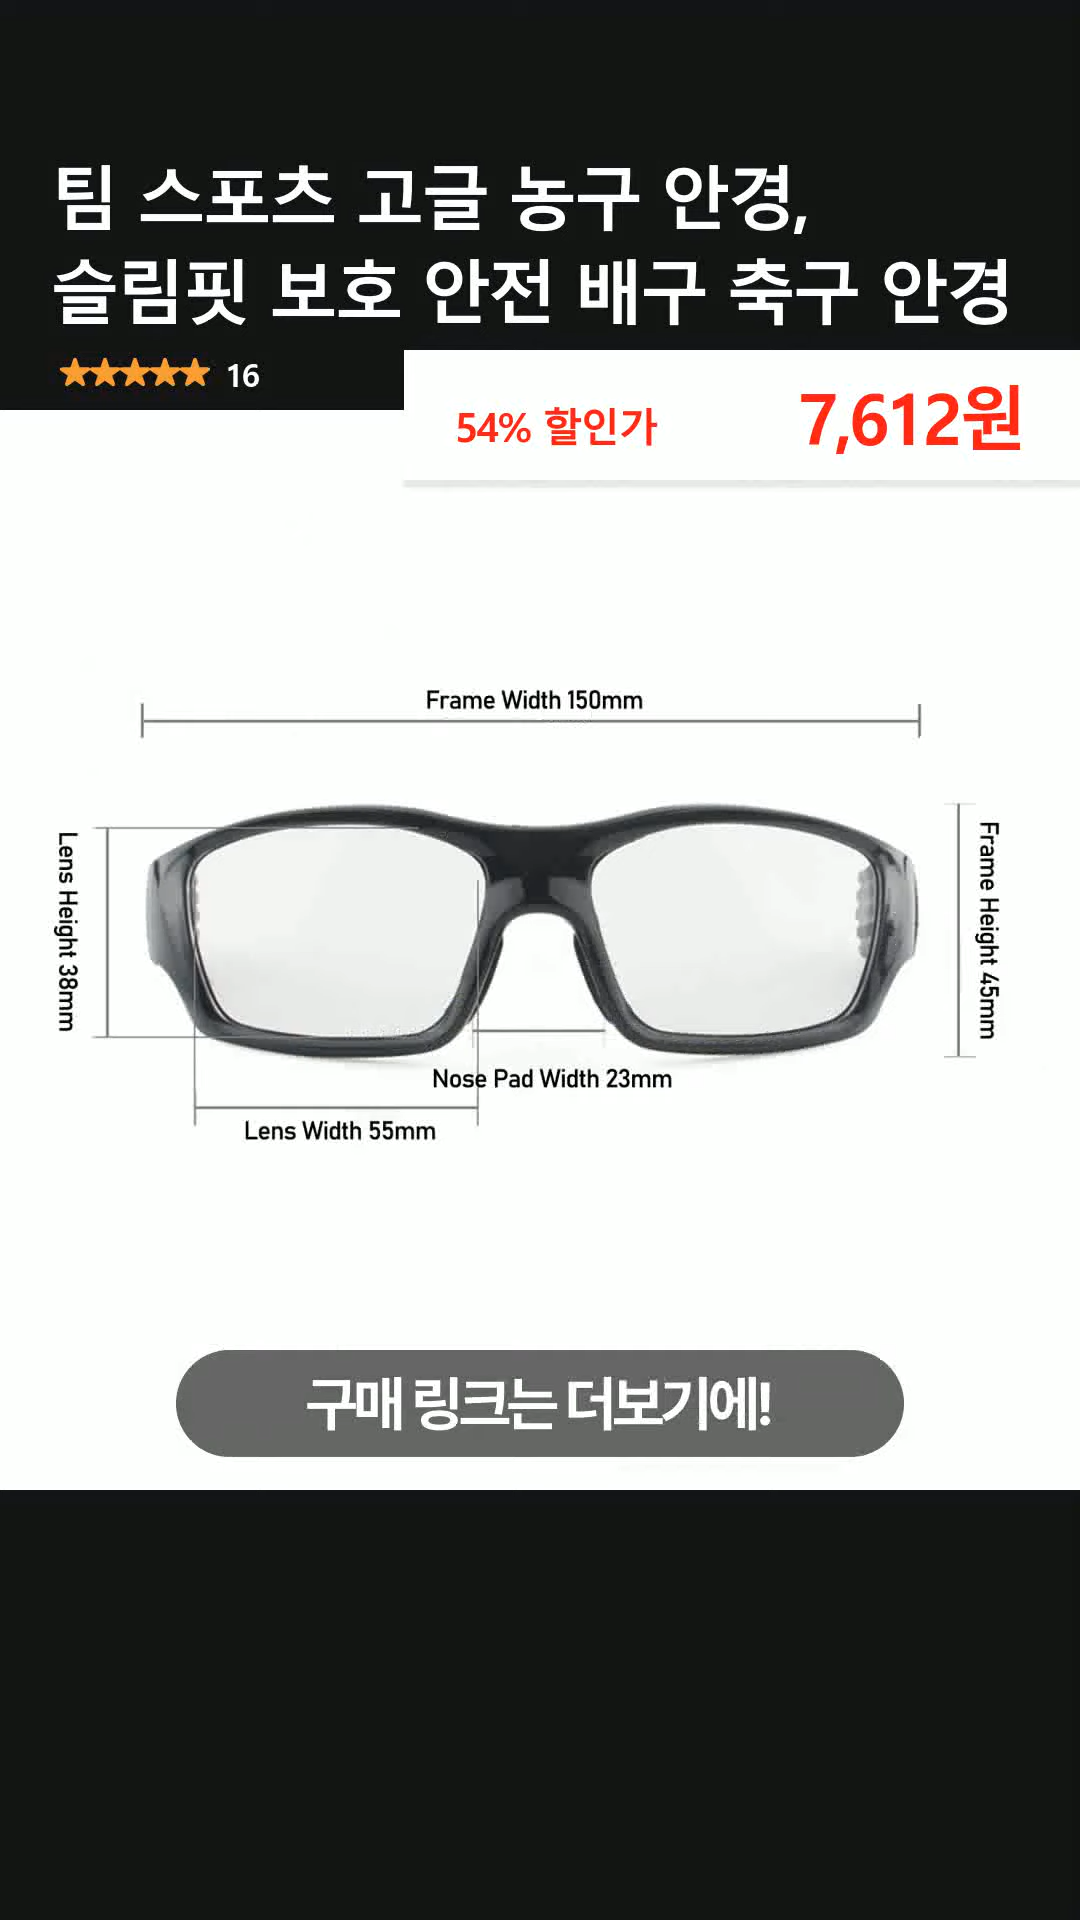 팀 스포츠 고글 농구 안경,
슬림핏 보호 안전 배구 축구 안경
16
54% 할인가 7,612원
Frame Width 150mm
Lens Height 38mm
Frame Height 45mm
Nose Pad Width 23mm
Lens Width 55mm
구매 링크는 더보기에!